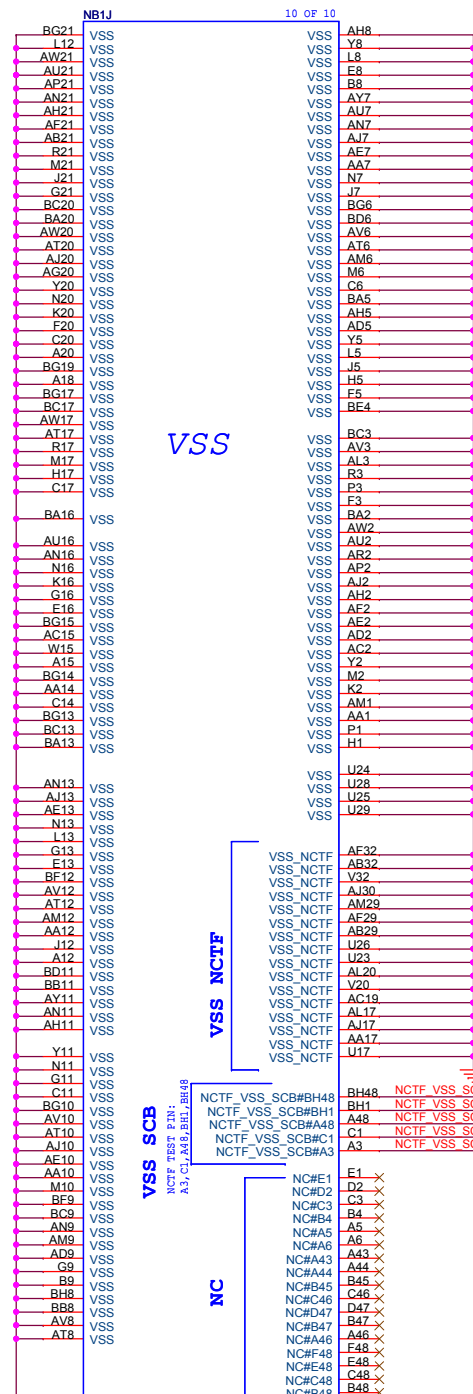 NB1J
10 OF 10
BG21 VSS VSS AH8
L12 VSS VSS Y8
AW21 VSS VSS L8
AU21 VSS VSS E8
AP21 VSS VSS B8
AN21 VSS VSS AY7
AH21 VSS VSS AU7
AF21 VSS VSS AN7
AB21 VSS VSS AJ7
R21 VSS VSS AE7
M21 VSS VSS AA7
J21 VSS VSS N7
G21 VSS VSS J7
BC20 VSS VSS BG6
BA20 VSS VSS BD6
AW20 VSS VSS AV6
AT20 VSS VSS AT6
AJ20 VSS VSS AM6
AG20 VSS VSS M6
Y20 VSS VSS C6
N20 VSS VSS BA5
K20 VSS VSS AH5
F20 VSS VSS AD5
C20 VSS VSS Y5
A20 VSS VSS L5
BG19 VSS VSS J5
A18 VSS VSS H5
BG17 VSS VSS F5
BC17 VSS VSS BE4
AW17 VSS
AT17 VSS VSS BC3
R17 VSS VSS AV3
M17 VSS VSS AL3
H17 VSS VSS R3
C17 VSS VSS P3
VSS
VSS F3
BA16 VSS VSS BA2
VSS AW2
AU16 VSS VSS AU2
AN16 VSS VSS AR2
N16 VSS VSS AP2
K16 VSS VSS AJ2
G16 VSS VSS AH2
E16 VSS VSS AF2
BG15 VSS VSS AE2
AC15 VSS VSS AD2
W15 VSS VSS AC2
A15 VSS VSS Y2
BG14 VSS VSS M2
AA14 VSS VSS K2
C14 VSS VSS AM1
BG13 VSS VSS AA1
BC13 VSS VSS P1
BA13 VSS VSS H1
VSS U24
AN13 VSS VSS U28
AJ13 VSS VSS U25
AE13 VSS VSS U29
N13 VSS
L13 VSS
G13 VSS VSS_NCTF AF32
E13 VSS VSS_NCTF AB32
BF12 VSS VSS_NCTF V32
AV12 VSS VSS_NCTF AJ30
AT12 VSS VSS_NCTF AM29
AM12 VSS VSS_NCTF AF29
AA12 VSS VSS_NCTF AB29
J12 VSS VSS_NCTF U26
A12 VSS VSS_NCTF U23
BD11 VSS VSS_NCTF AL20
BB11 VSS VSS_NCTF V20
AY11 VSS VSS_NCTF AC19
AN11 VSS VSS_NCTF AL17
AH11 VSS VSS_NCTF AJ17
VSS_NCTF AA17
Y11 VSS VSS_NCTF U17
N11 VSS
G11 VSS
VSS NCTF
C11 VSS NCTF_VSS_SCB#BH48 BH48 NCTF_VSS_SC
BG10 VSS NCTF_VSS_SCB#BH1 BH1 NCTF_VSS_SC
AV10 VSS NCTF_VSS_SCB#A48 A48 NCTF_VSS_SC
AT10 VSS NCTF_VSS_SCB#C1 C1 NCTF_VSS_SC
AJ10 VSS NCTF_VSS_SCB#A3 A3 NCTF_VSS_SC
VSS SCB
NCTF TEST PIN:
A3,C1,A48,BH1,BH48
AE10 VSS
AA10 VSS NC#E1 E1
M10 VSS NC#D2 D2
BF9 VSS NC#C3 C3
BC9 VSS NC#B4 B4
AN9 VSS NC#A5 A5
AM9 VSS NC#A6 A6
AD9 VSS NC#A43 A43
G9 VSS NC#A44 A44
B9 VSS NC#B45 B45
BH8 VSS NC#C46 C46
BB8 VSS NC#D47 D47
AV8 VSS NC#B47 B47
AT8 VSS NC#A46 A46
NC#F48 F48
NC#E48 E48
NC#C48 C48
NC#B48 B48
NC